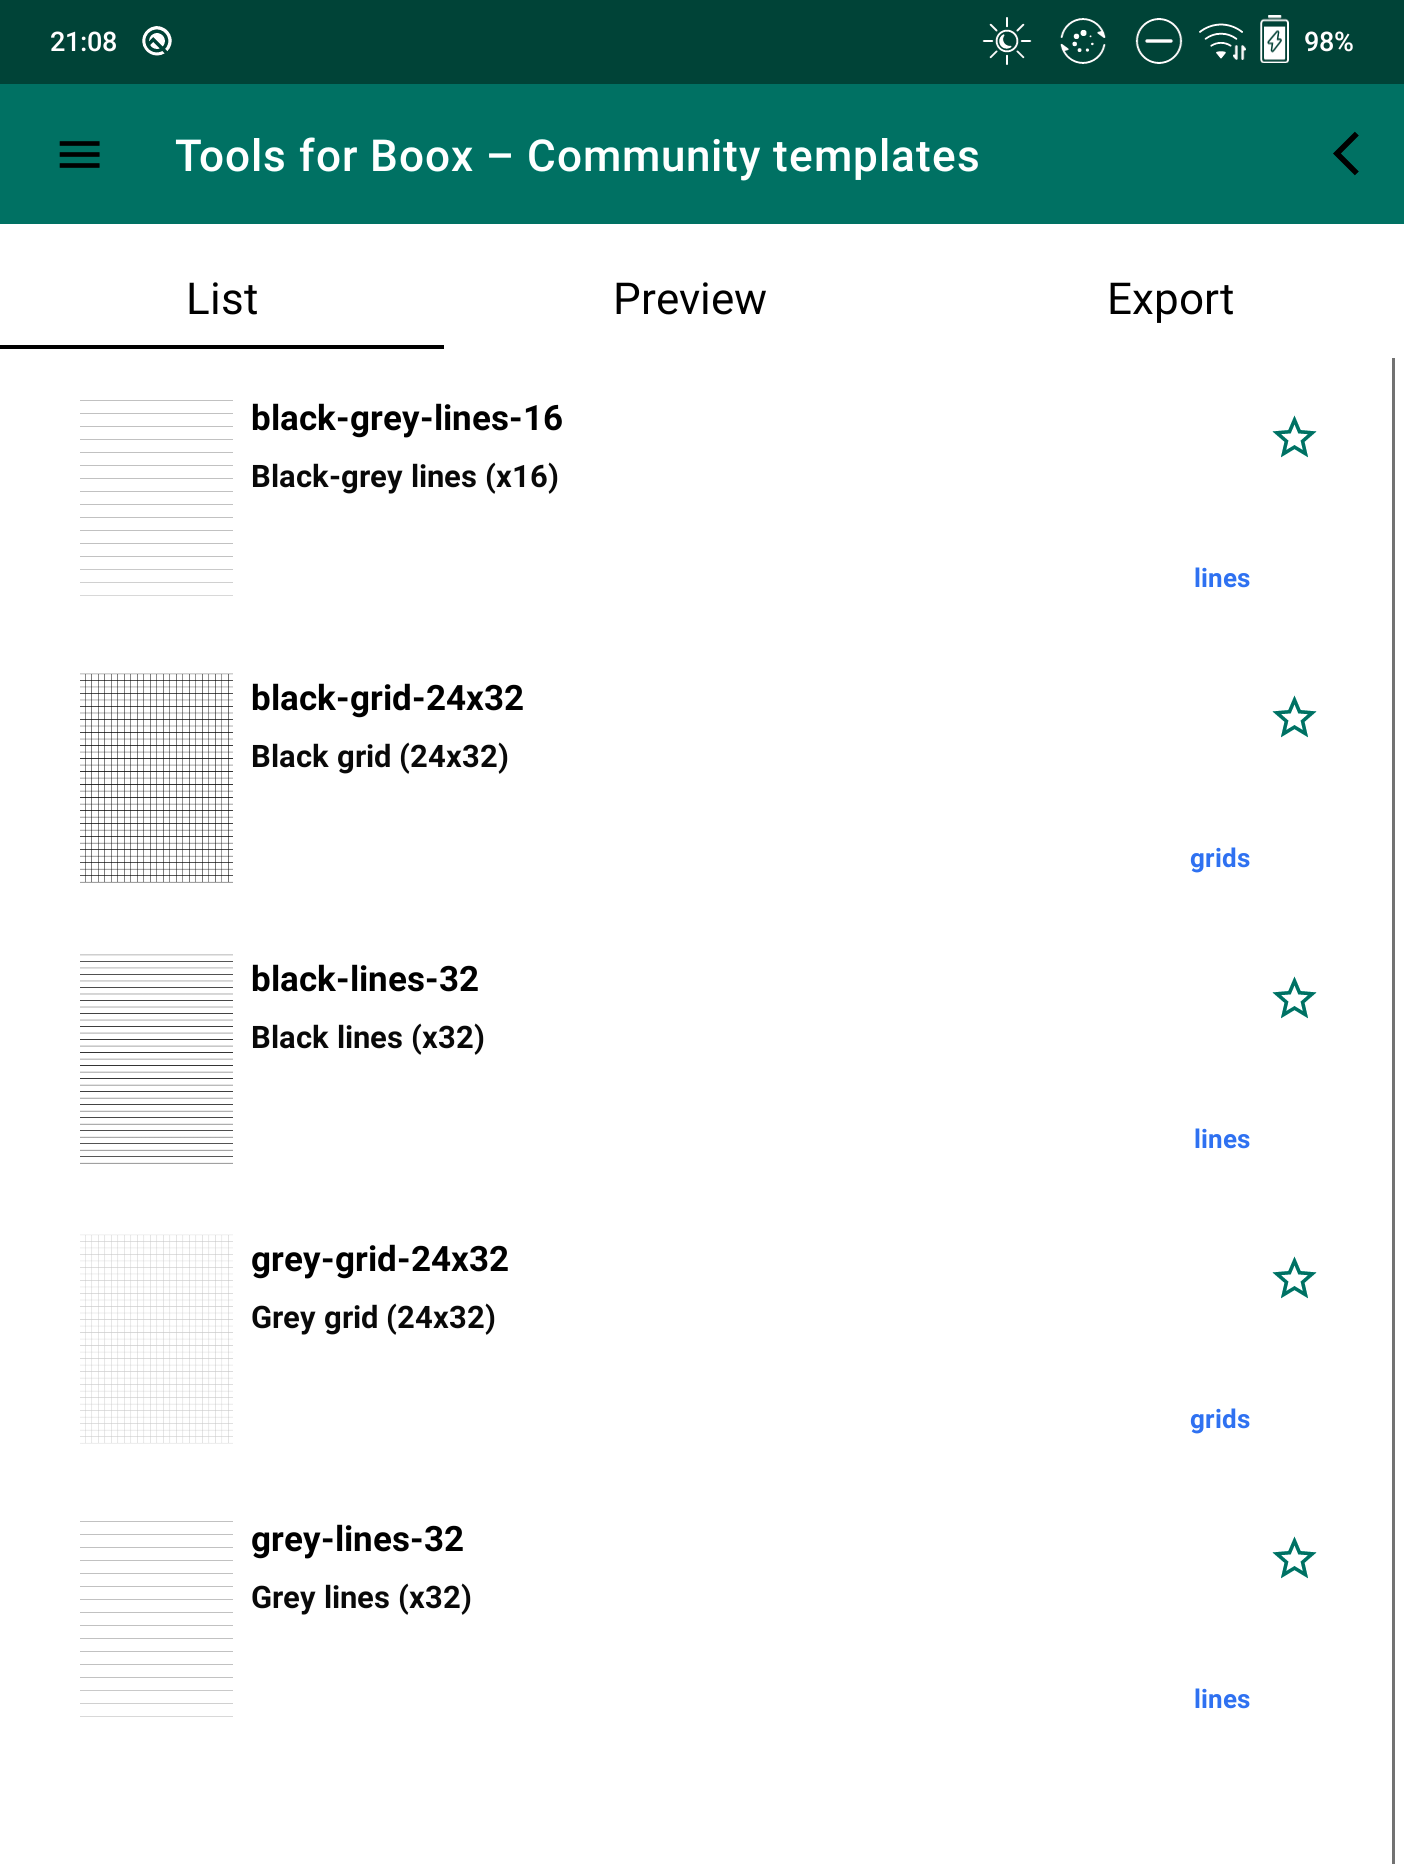 21:08
98%
Tools for Boox – Community templates
List
Preview
Export
black-grey-lines-16
Black-grey lines (x16)
lines
black-grid-24x32
Black grid (24x32)
grids
black-lines-32
Black lines (x32)
lines
grey-grid-24x32
Grey grid (24x32)
grids
grey-lines-32
Grey lines (x32)
lines